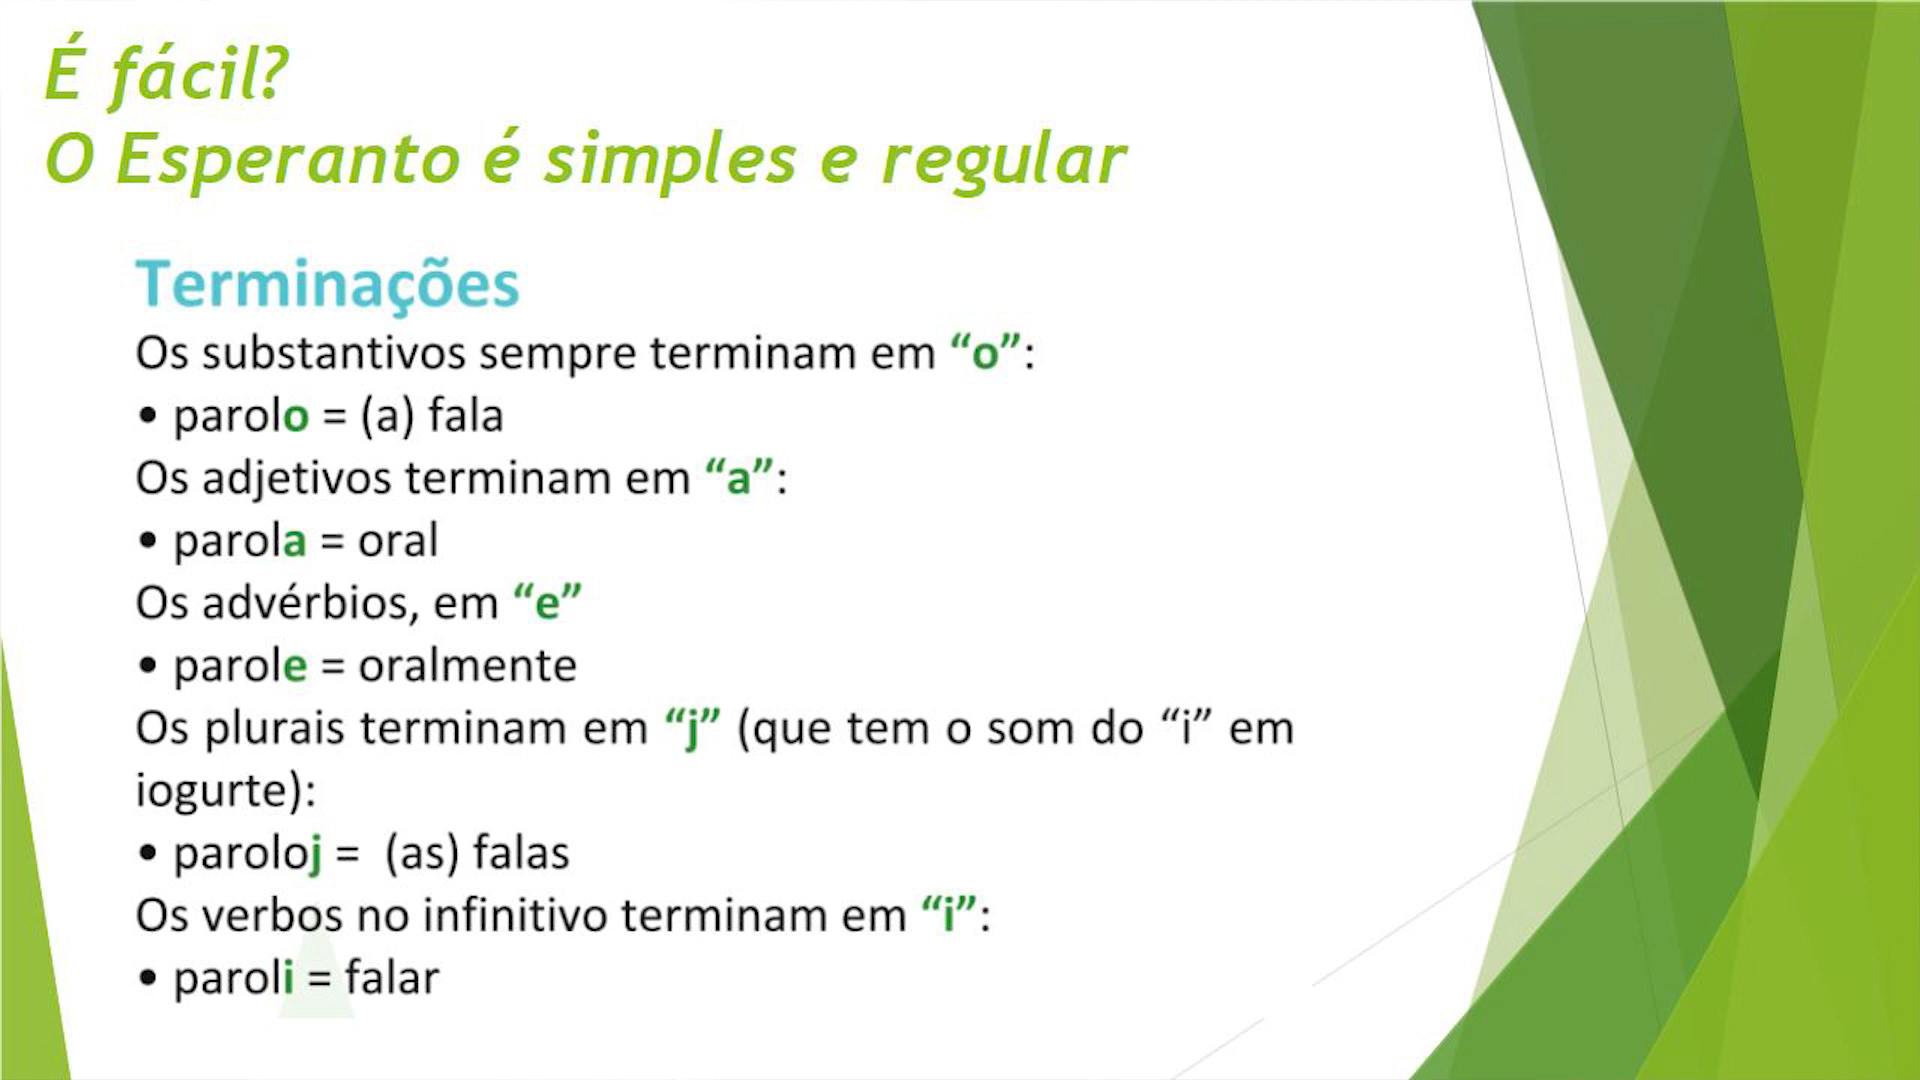 É fácil?
O Esperanto é simples e regular
Terminações
Os substantivos sempre terminam em “o”:
• parolo = (a) fala
Os adjetivos terminam em “a”:
• parola = oral
Os advérbios, em “e”
• parole = oralmente
Os plurais terminam em “j” (que tem o som do “i” em
iogurte):
• paroloj = (as) falas
Os verbos no infinitivo terminam em “i”:
• paroli = falar